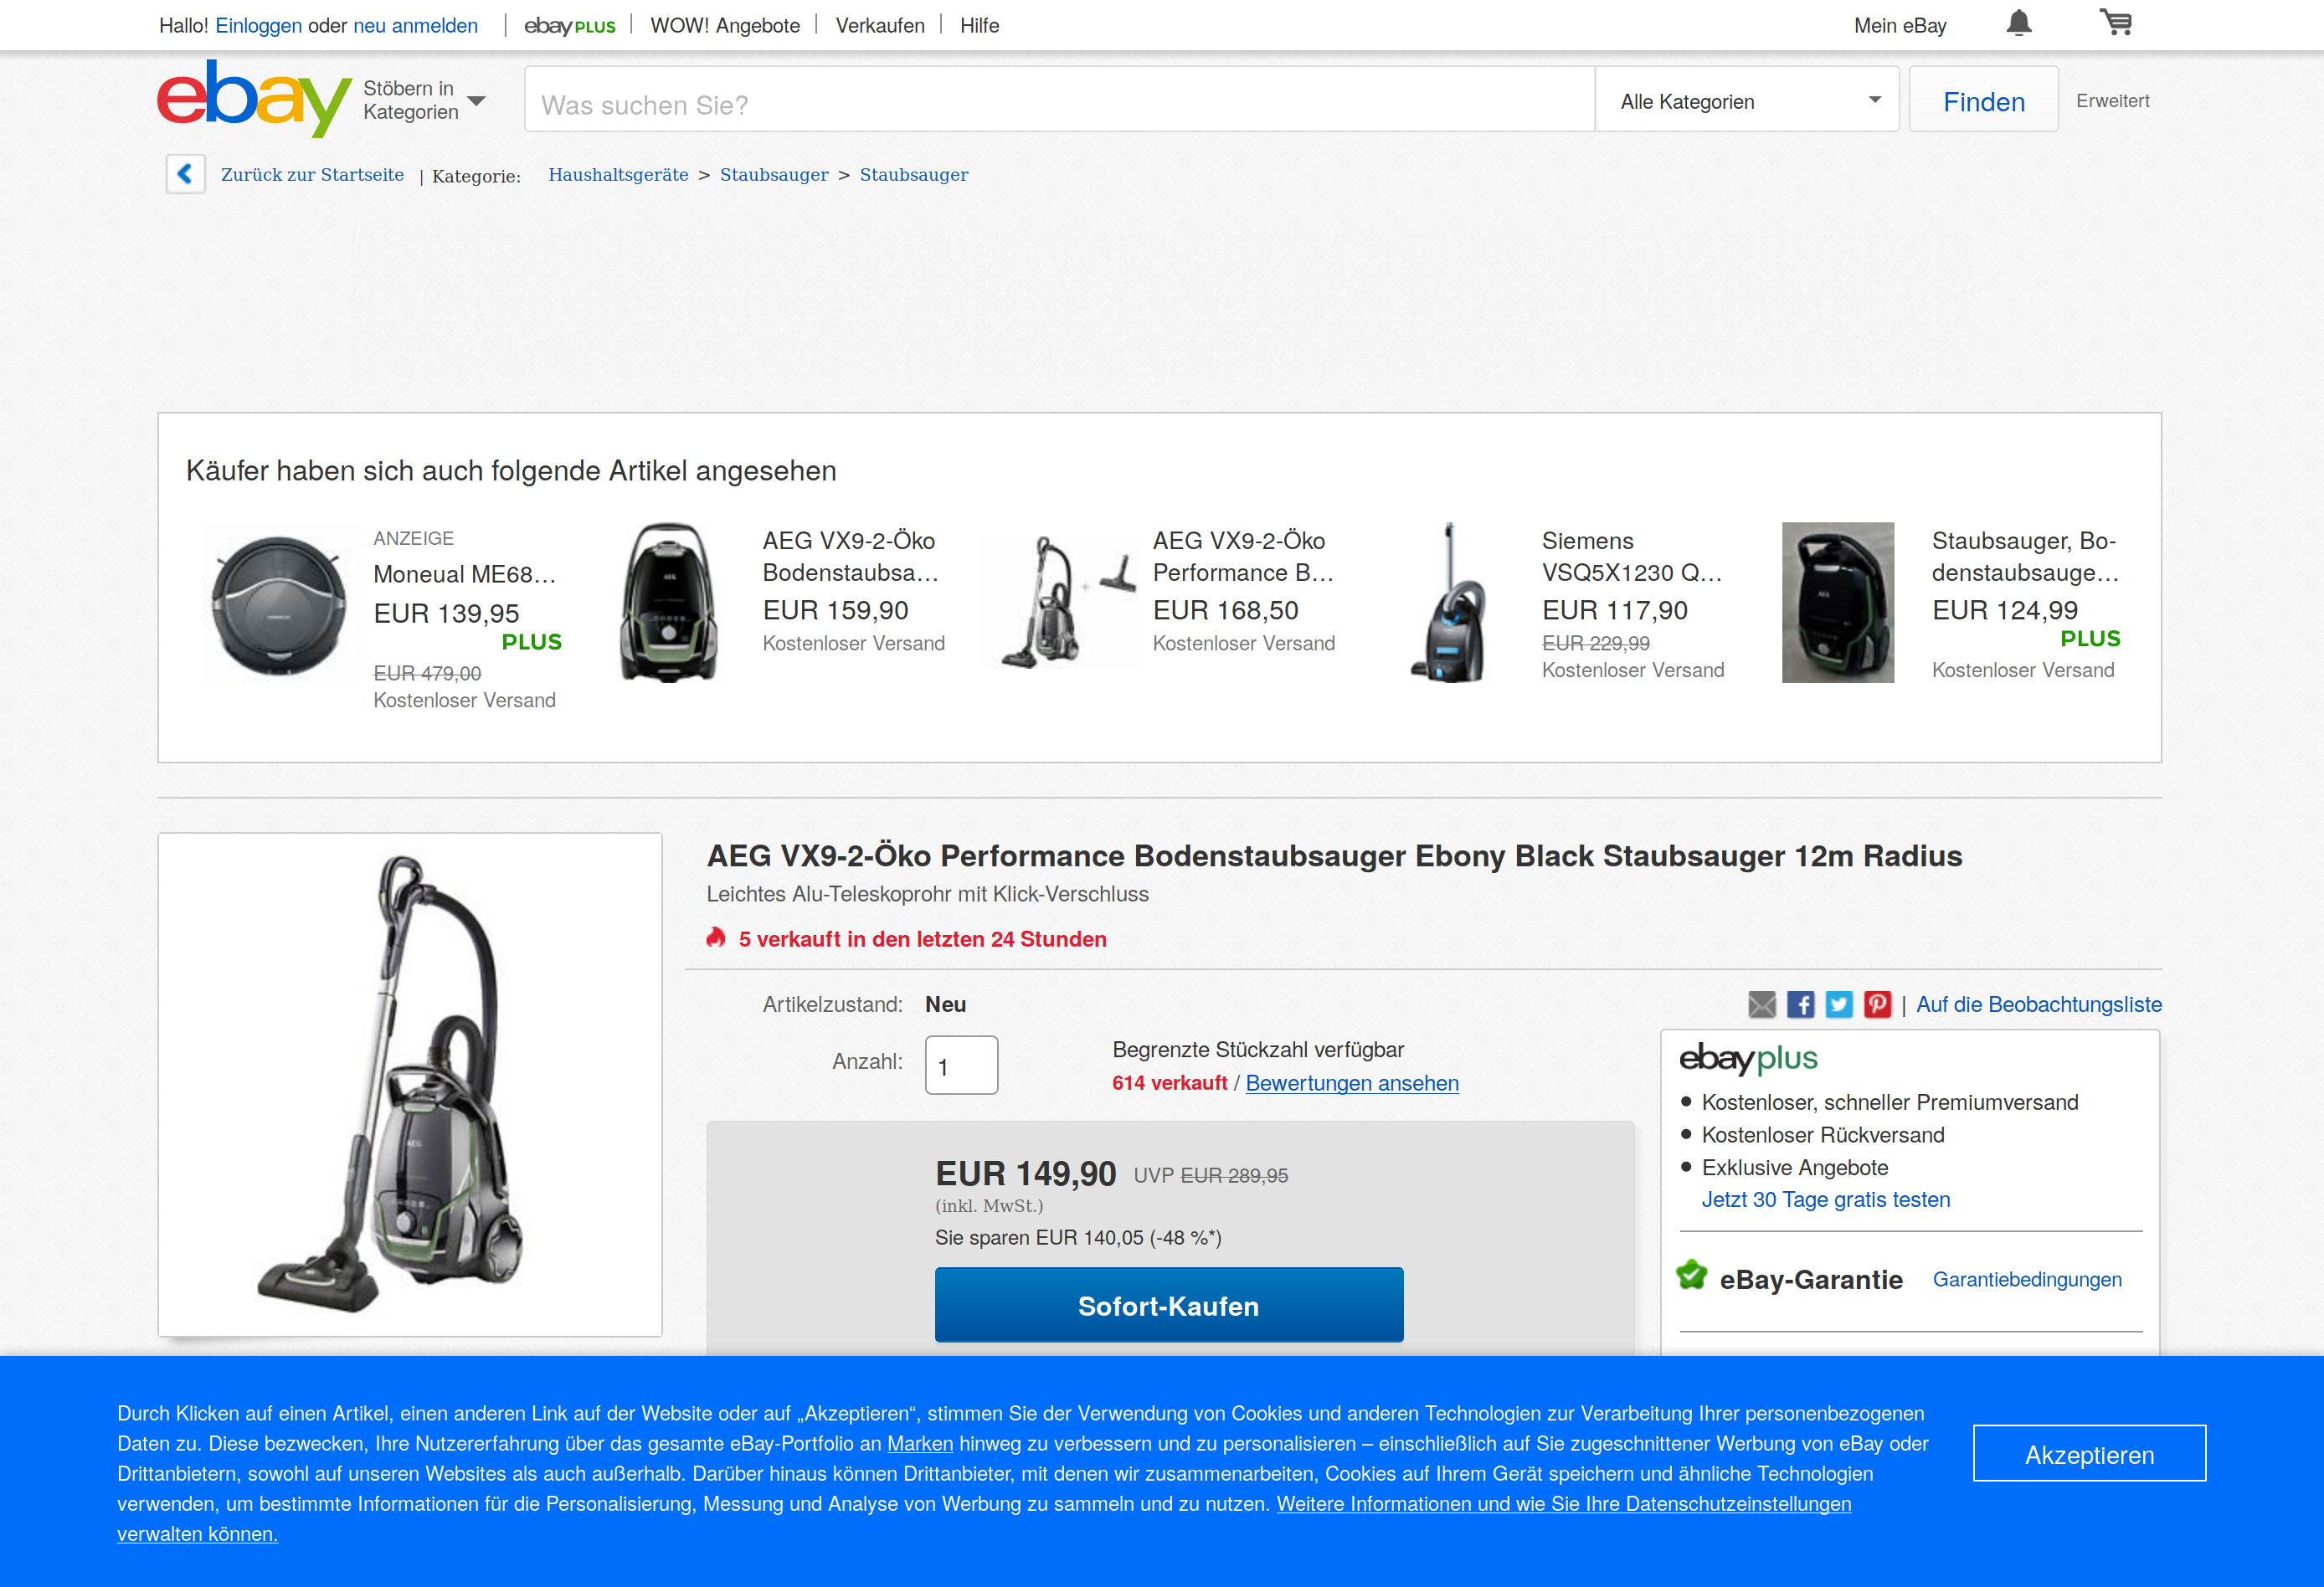 Hallo! Einloggen oder neu anmelden | ebay PLUS | WOW! Angebote | Verkaufen | Hilfe
Mein eBay
ebay
Stöbern in
Kategorien
Was suchen Sie?
Alle Kategorien
Finden
Erweitert
Zurück zur Startseite | Kategorie: Haushaltsgeräte > Staubsauger > Staubsauger
Käufer haben sich auch folgende Artikel angesehen
ANZEIGE
Moneual ME68...
EUR 139,95
PLUS
EUR 479,00
Kostenloser Versand
AEG VX9-2-Öko
Bodenstaubsa...
EUR 159,90
Kostenloser Versand
AEG VX9-2-Öko
Performance B...
EUR 168,50
Kostenloser Versand
Siemens
VSQ5X1230 Q...
EUR 117,90
EUR 229,99
Kostenloser Versand
Staubsauger, Bo-
denstaubsauge...
EUR 124,99
PLUS
Kostenloser Versand
AEG VX9-2-Öko Performance Bodenstaubsauger Ebony Black Staubsauger 12m Radius
Leichtes Alu-Teleskoprohr mit Klick-Verschluss
5 verkauft in den letzten 24 Stunden
Artikelzustand: Neu
Anzahl: 1
Begrenzte Stückzahl verfügbar
614 verkauft / Bewertungen ansehen
EUR 149,90 UVP EUR 289,95
(inkl. MwSt.)
Sie sparen EUR 140,05 (-48 %*)
Sofort-Kaufen
| Auf die Beobachtungsliste
ebayplus
Kostenloser, schneller Premiumversand
Kostenloser Rückversand
Exklusive Angebote
Jetzt 30 Tage gratis testen
eBay-Garantie Garantiebedingungen
Durch Klicken auf einen Artikel, einen anderen Link auf der Website oder auf „Akzeptieren“, stimmen Sie der Verwendung von Cookies und anderen Technologien zur Verarbeitung Ihrer personenbezogenen
Daten zu. Diese bezwecken, Ihre Nutzererfahrung über das gesamte eBay-Portfolio an Marken hinweg zu verbessern und zu personalisieren – einschließlich auf Sie zugeschnittener Werbung von eBay oder
Drittanbietern, sowohl auf unseren Websites als auch außerhalb. Darüber hinaus können Drittanbieter, mit denen wir zusammenarbeiten, Cookies auf Ihrem Gerät speichern und ähnliche Technologien
verwenden, um bestimmte Informationen für die Personalisierung, Messung und Analyse von Werbung zu sammeln und zu nutzen. Weitere Informationen und wie Sie Ihre Datenschutzeinstellungen
verwalten können.
Akzeptieren